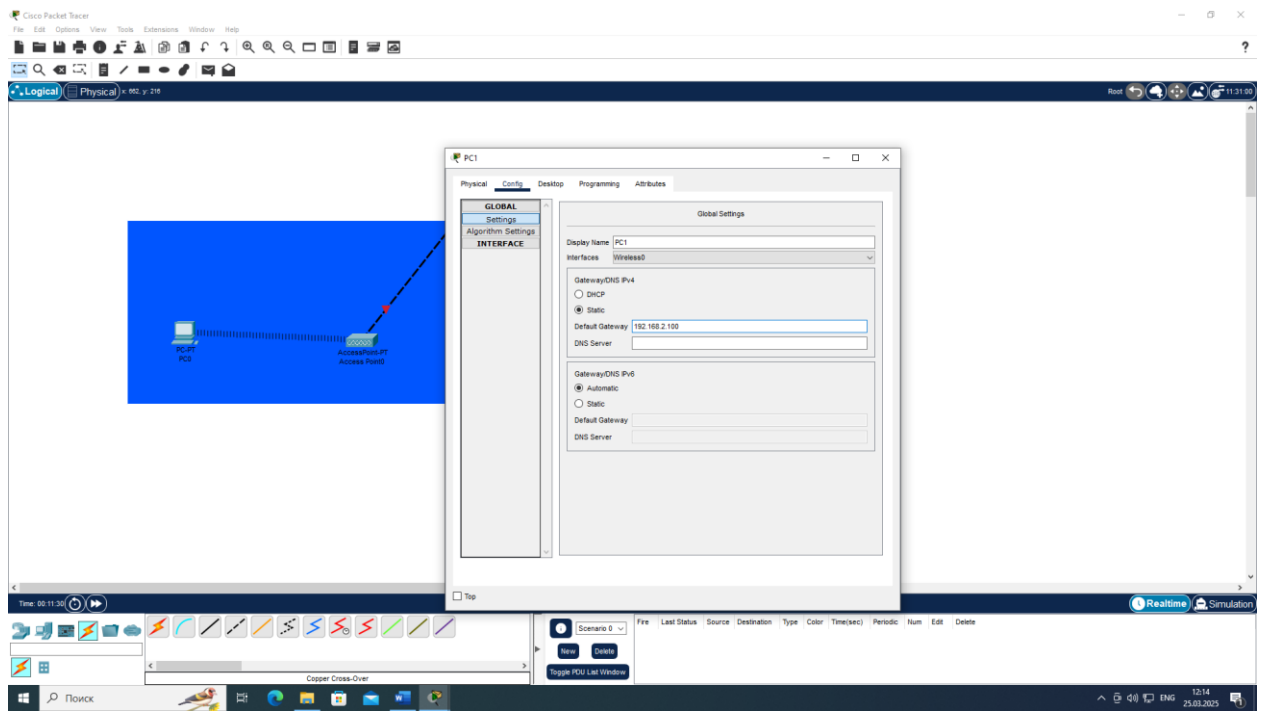 Cisco Packet Tracer
File Edit Options View Tools Extensions Window Help
?
Logical Physical x: 662, y: 216 Root 11:31:00
PC1
Physical Config Desktop Programming Attributes
GLOBAL
Settings
Algorithm Settings
INTERFACE
Global Settings
Display Name PC1
Interfaces Wireless0
Gateway/DNS IPv4
DHCP
Static
Default Gateway 192.168.2.100
DNS Server
Gateway/DNS IPv6
Automatic
Static
Default Gateway
DNS Server
Top
PC-PT
PC0
AccessPoint-PT
Access Point0
Time: 00:11:30 Realtime Simulation
Scenario 0
New Delete
Toggle PDU List Window
Fire Last Status Source Destination Type Color Time(sec) Periodic Num Edit Delete
Copper Cross-Over
Поиск
ENG 12:14
25.03.2025